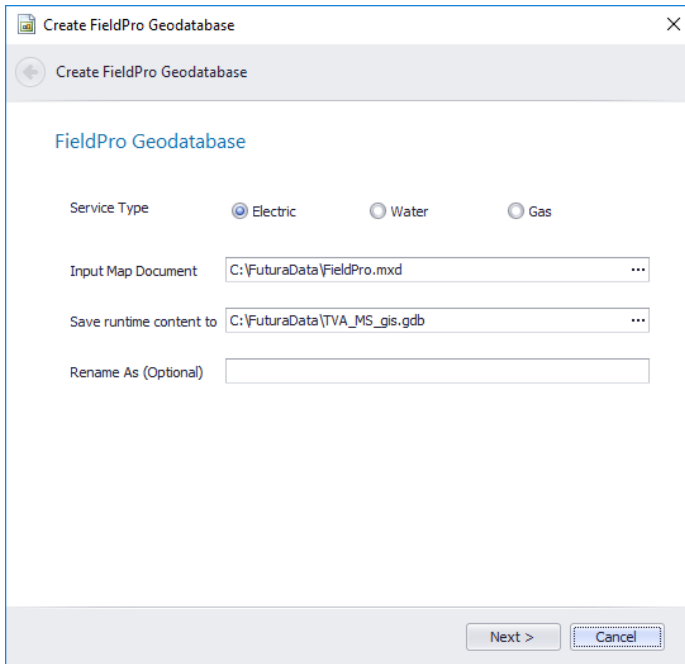 Create FieldPro Geodatabase
Create FieldPro Geodatabase
FieldPro Geodatabase
Service Type Electric Water Gas
Input Map Document C:\FuturaData\FieldPro.mxd ...
Save runtime content to C:\FuturaData\TVA_MS_gis.gdb ...
Rename As (Optional)
Next > Cancel